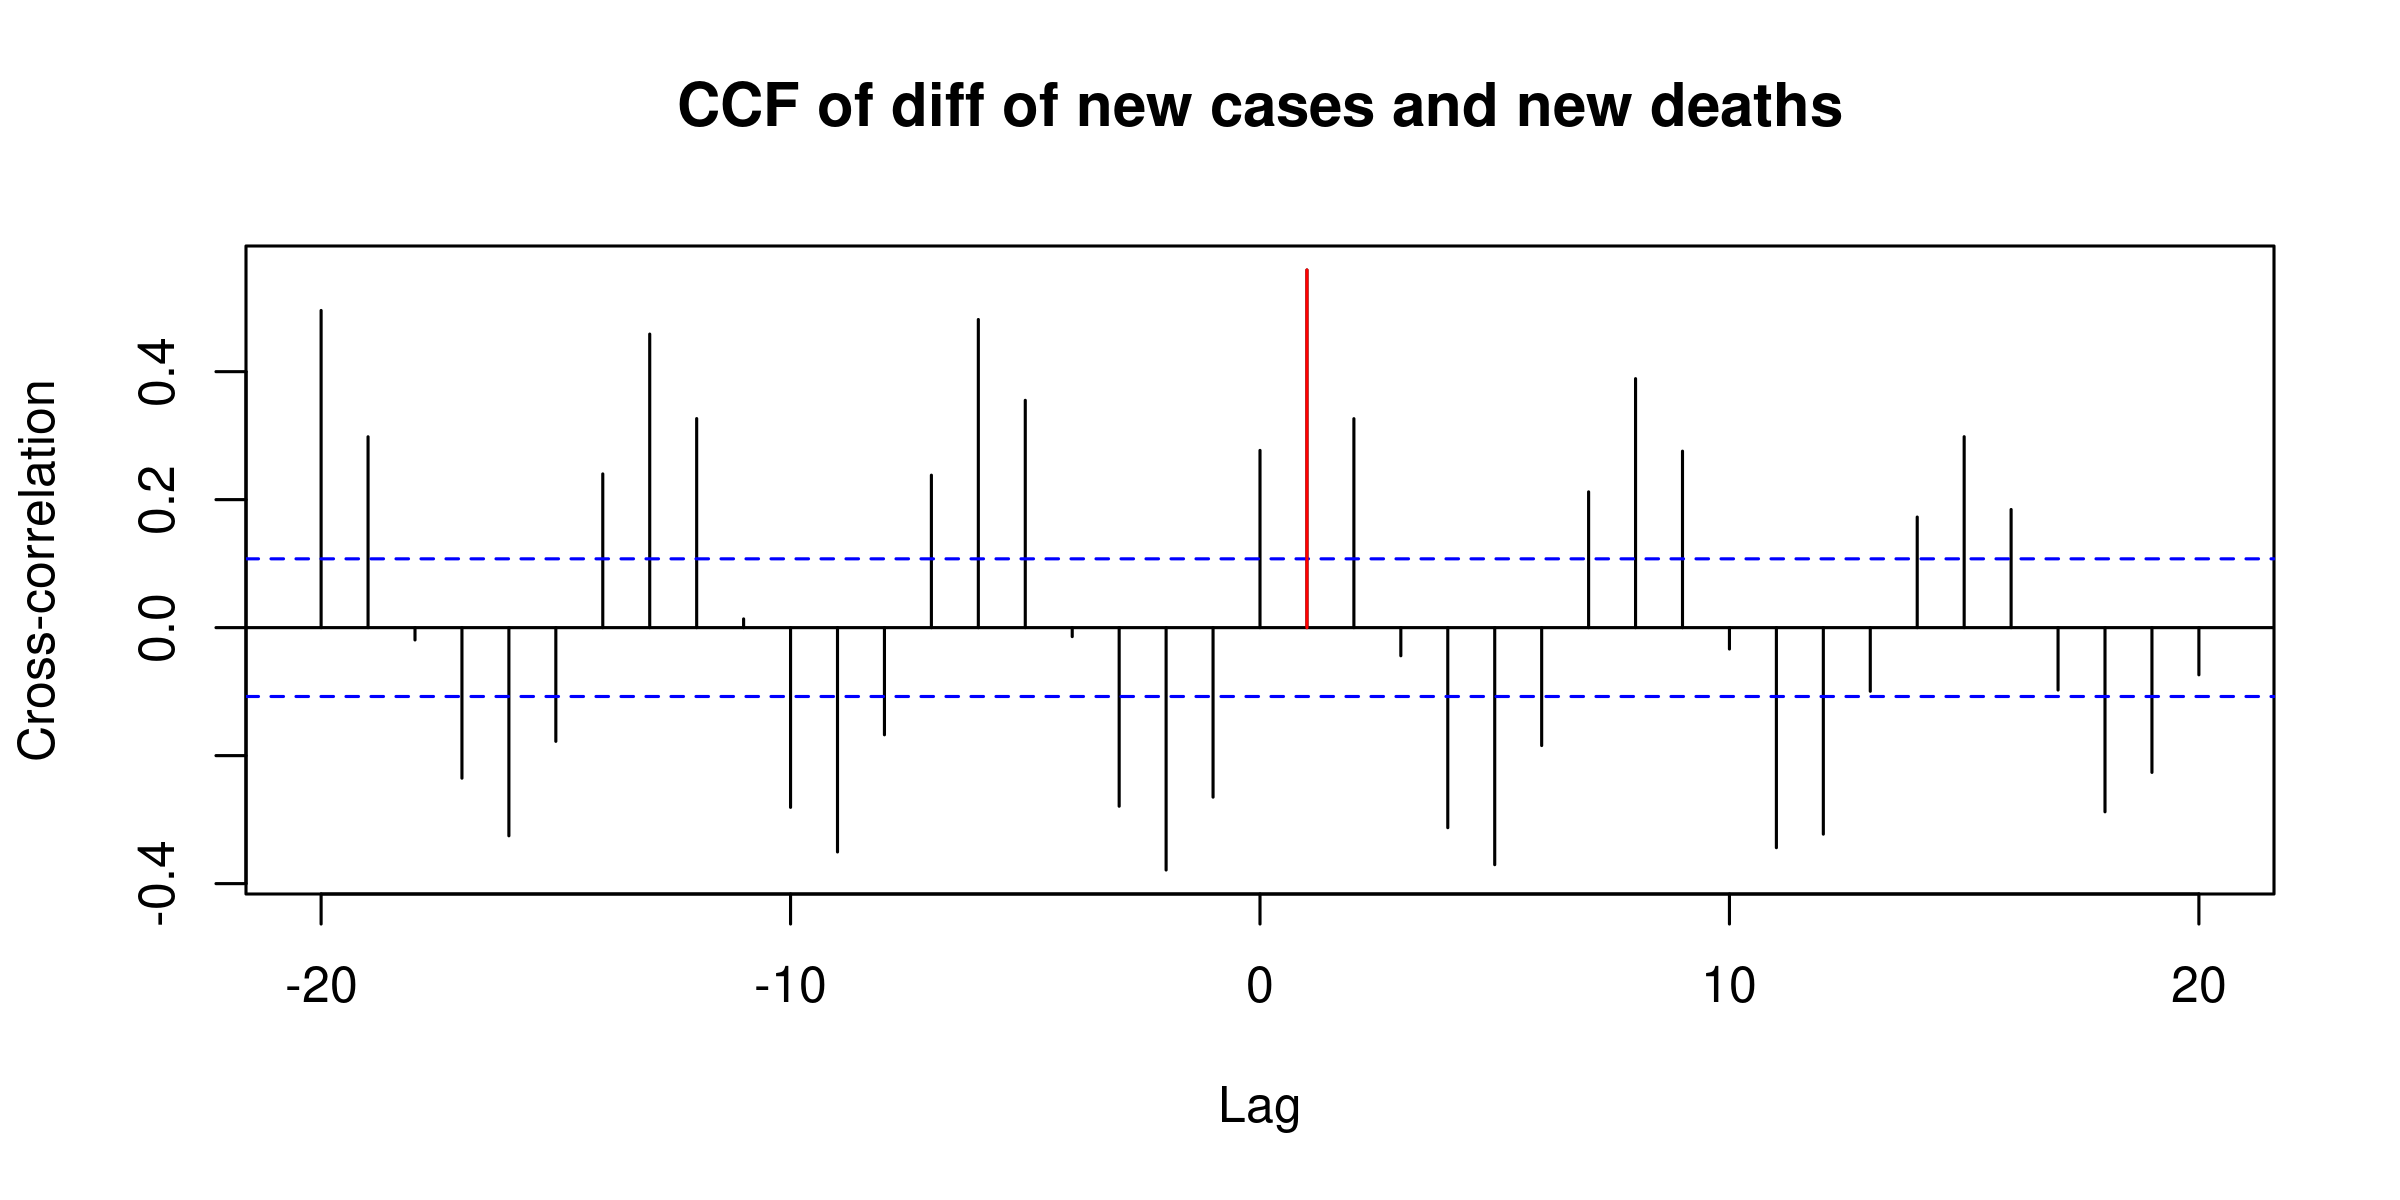 CCF of diff of new cases and new deaths
Cross-correlation
0.4
0.2
0.0
-0.4
-20 -10 0 10 20
Lag